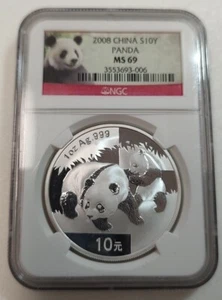 2008 CHINA S10Y
PANDA
MS 69
3553693-006
NGC
1oz Ag.999
10元